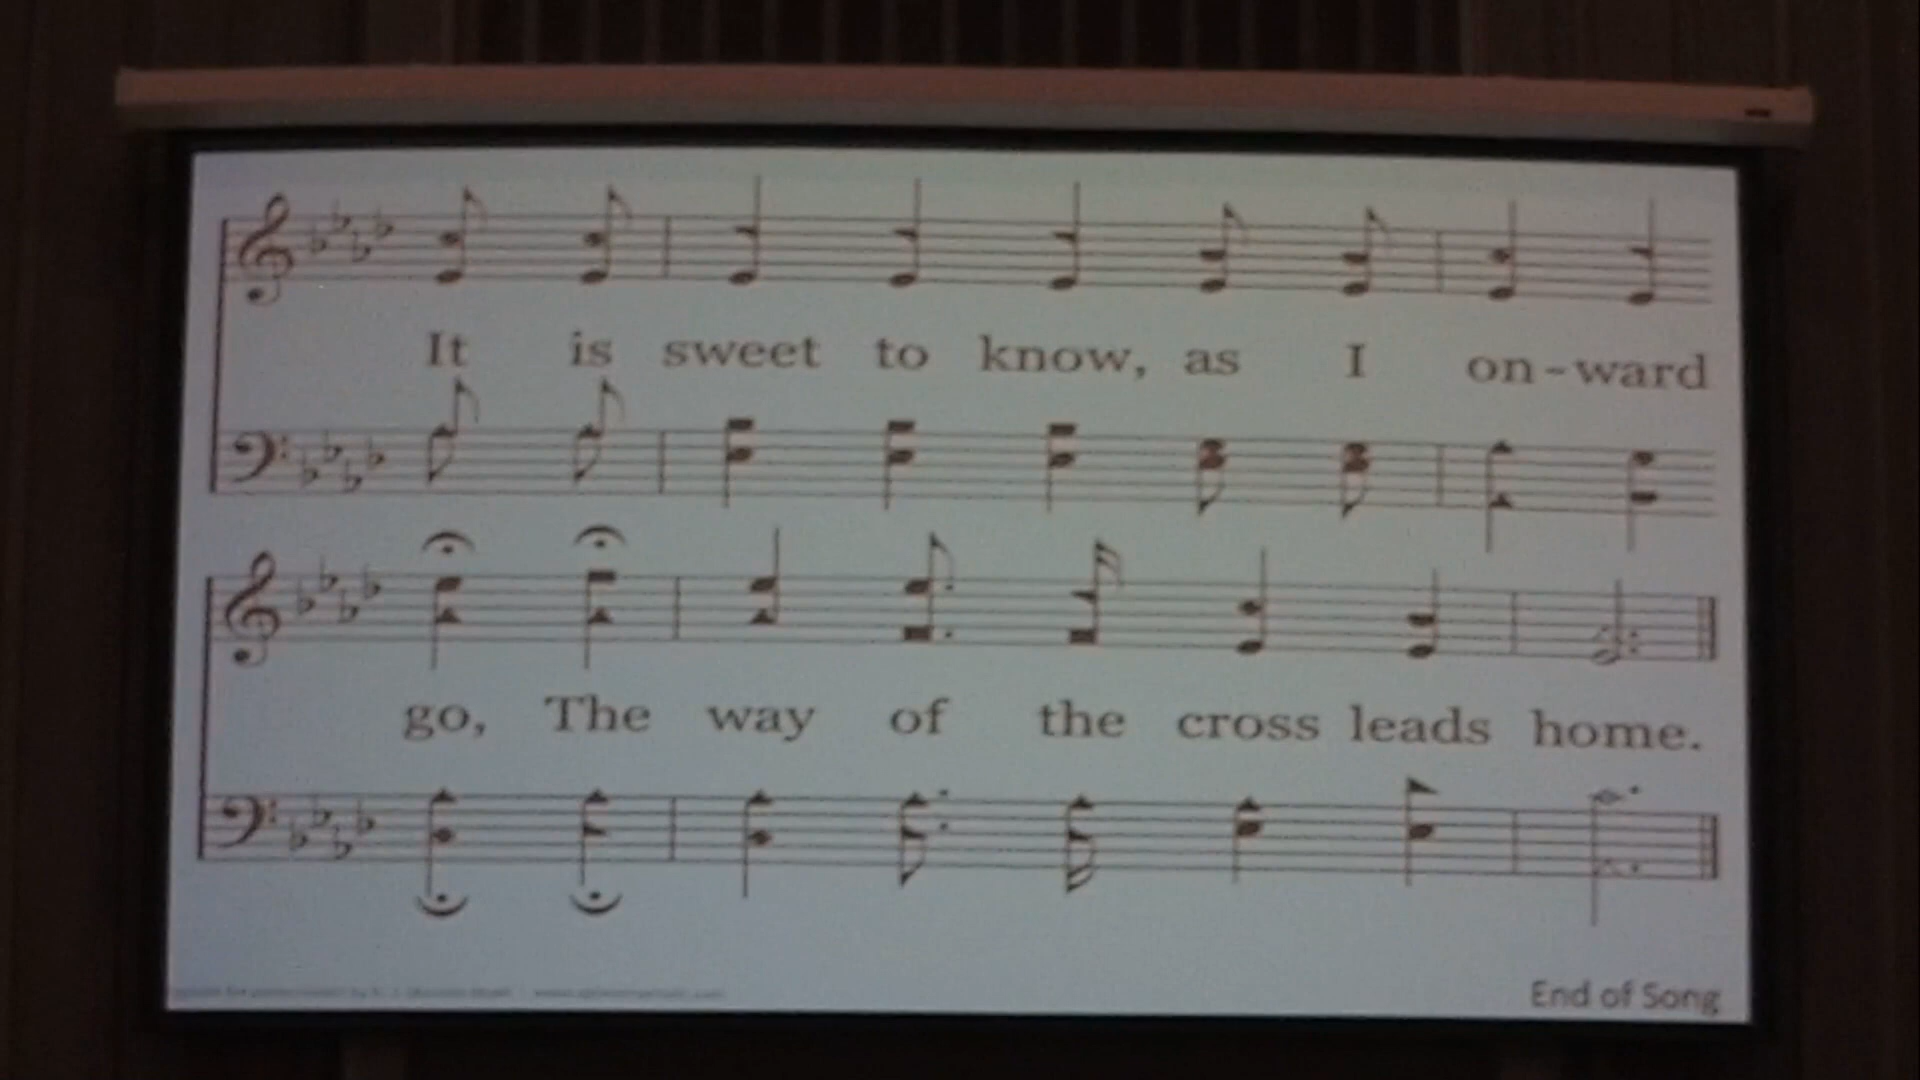 It is sweet to know, as I on-ward
go, The way of the cross leads home.
End of Song